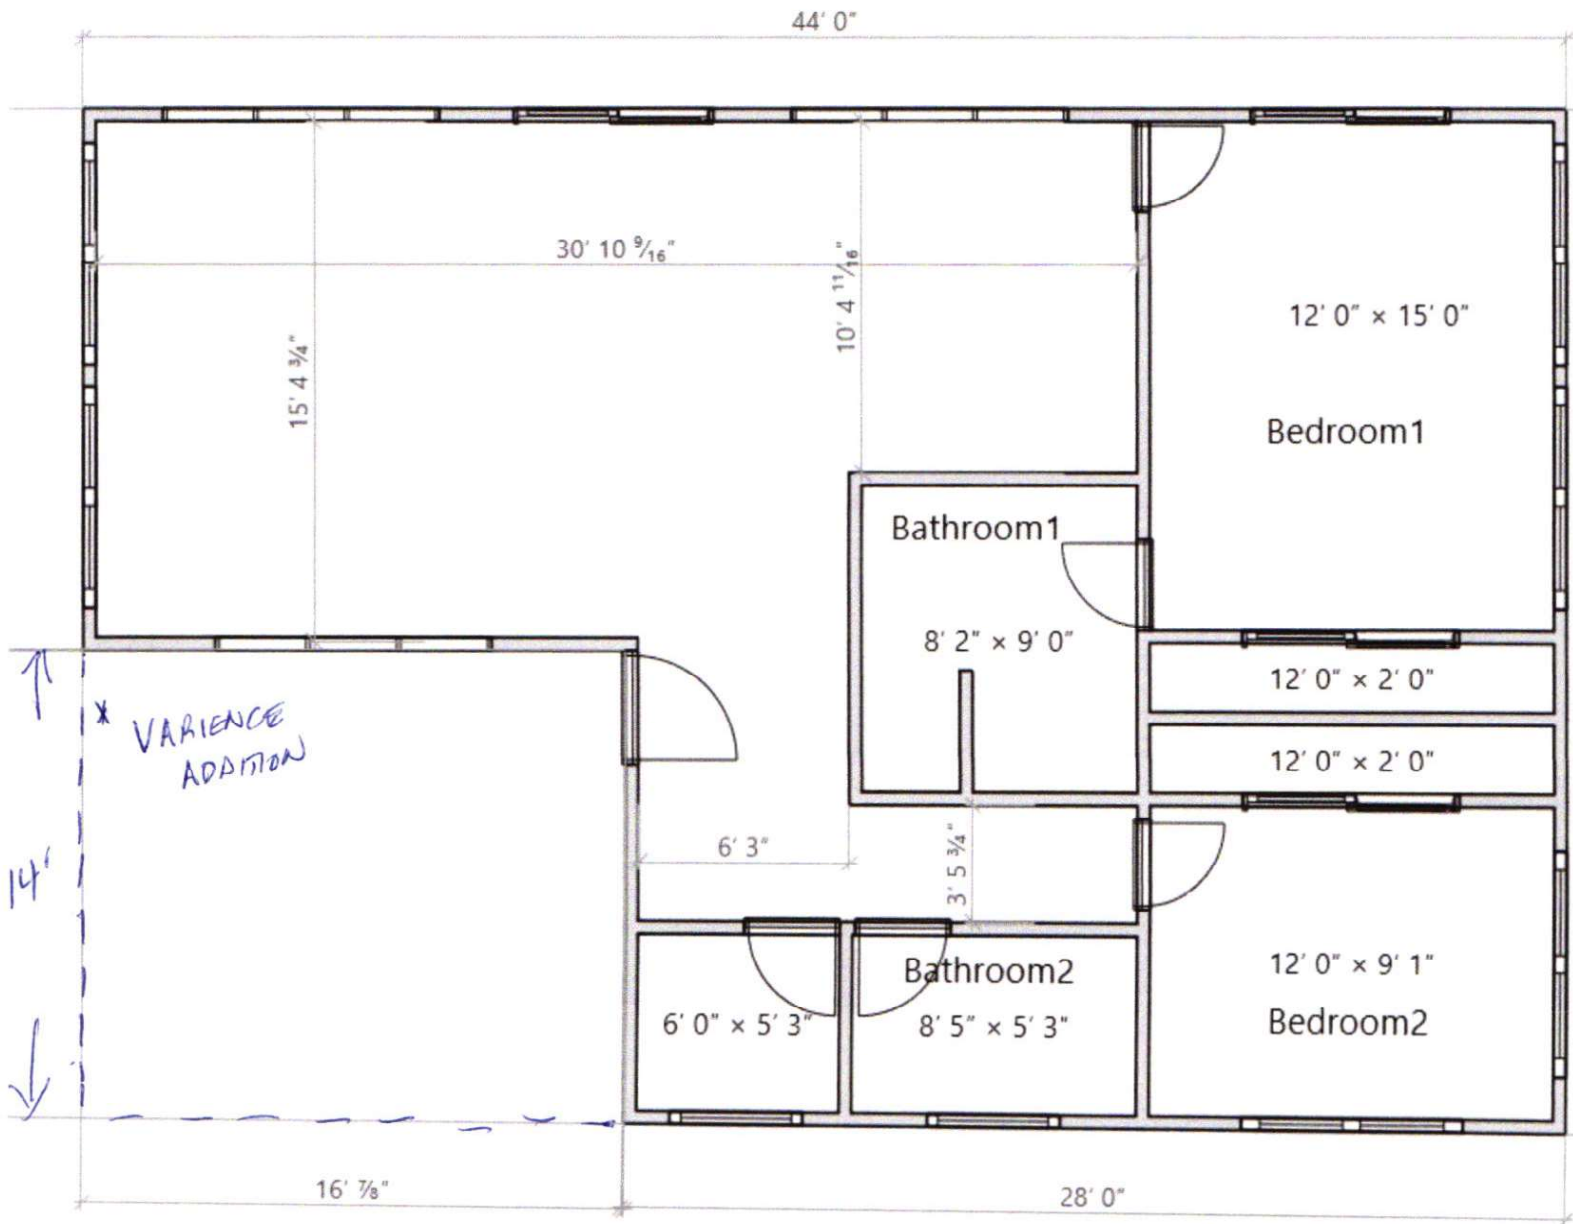 44' 0"
30' 10 9/16"
10' 4 11/16"
15' 4 3/4"
12' 0" × 15' 0"
Bedroom1
Bathroom1
8' 2" × 9' 0"
12' 0" × 2' 0"
* VARIENCE
ADDITION
12' 0" × 2' 0"
14'
6' 3"
3' 5 3/4"
12' 0" × 9' 1"
Bedroom2
Bathroom2
6' 0" × 5' 3"
8' 5" × 5' 3"
16' 7/8"
28' 0"